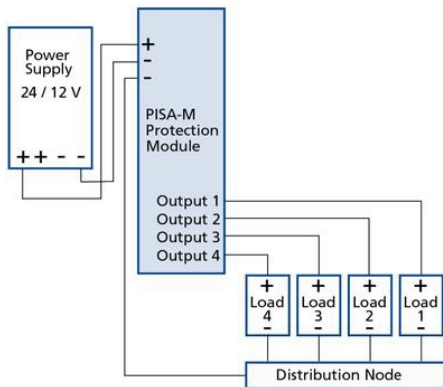 Power
Supply
24 / 12 V
+ + - -
+
-
-
PISA-M
Protection
Module
Output 1
Output 2
Output 3
Output 4
+ + + +
Load Load Load Load
4 3 2 1
- - - -
Distribution Node